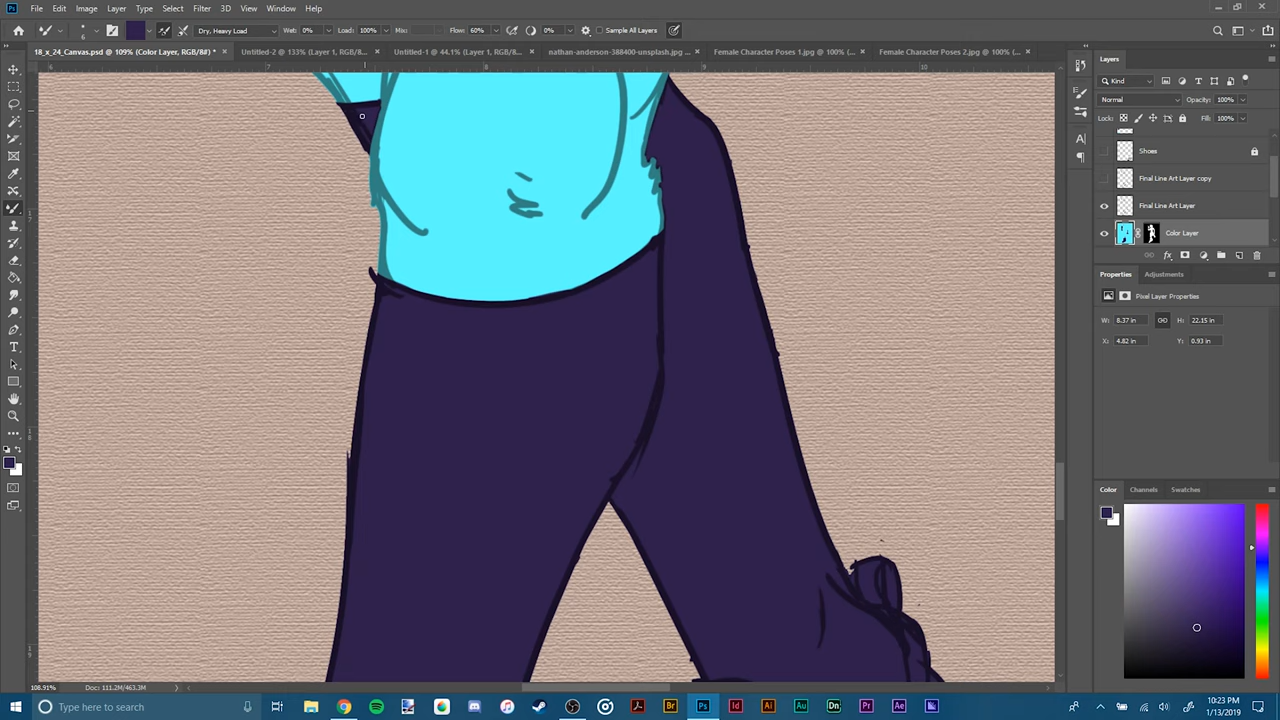 File Edit Image Layer Type Select Filter 3D View Window Help
Dry, Heavy Load Wet: 0% Load: 100% Mix: Flow: 60% 0% Sample All Layers
18_x_24_Canvas.psd @ 109% (Color Layer, RGB/8#) * × Untitled-2 @ 133% (Layer 1, RGB/8... × Untitled-1 @ 44.1% (Layer 1, RGB/8... × nathan-anderson-388400-unsplash.jpg ... × Female Character Poses 1.jpg @ 100% (... × Female Character Poses 2.jpg @ 100% (... ×
6 7 8 9 10
Layers
Kind
Normal Opacity: 100%
Lock: Fill: 100%
Shoes
Final Line Art Layer copy
Final Line Art Layer
Color Layer
Properties Adjustments
Pixel Layer Properties
W: 8.37 in H: 22.15 in
X: 4.82 in Y: 0.93 in
Color Channels Swatches
108.91% Doc: 111.2M/463.3M
Type here to search
10:23 PM
1/13/2019